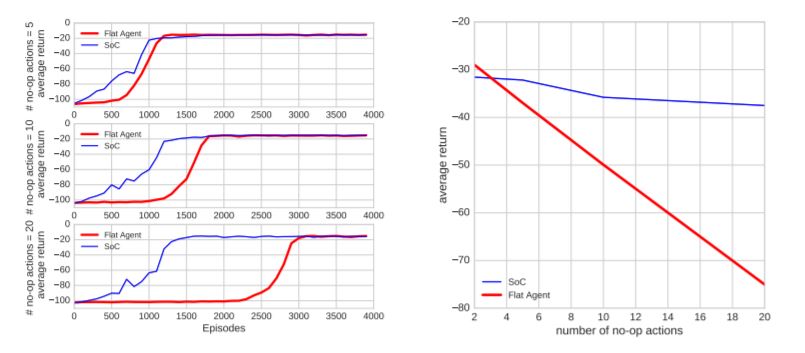 # no-op actions = 5
average return
0
−20
−40
−60
−80
−100
Flat Agent
SoC
0 500 1000 1500 2000 2500 3000 3500 4000
# no-op actions = 10
average return
0
−20
−40
−60
−80
−100
Flat Agent
SoC
0 500 1000 1500 2000 2500 3000 3500 4000
# no-op actions = 20
average return
0
−20
−40
−60
−80
−100
Flat Agent
SoC
0 500 1000 1500 2000 2500 3000 3500 4000
Episodes
average return
−20
−30
−40
−50
−60
−70
−80
SoC
Flat Agent
2 4 6 8 10 12 14 16 18 20
number of no-op actions